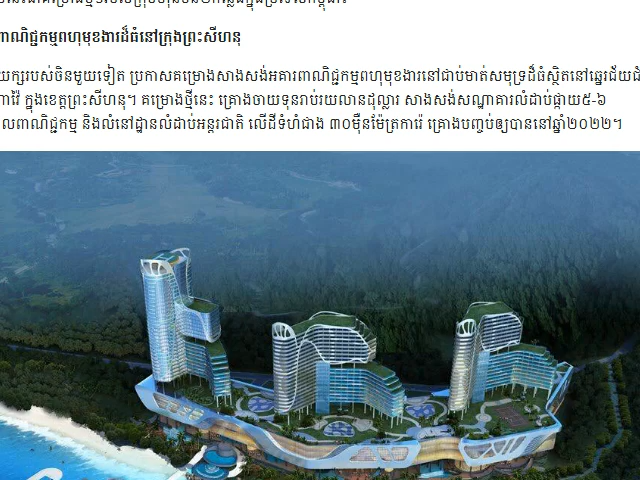 ពាណិជ្ជកម្មពហុមុខងារដ៏ធំនៅក្រុងព្រះសីហនុ
យក្សរបស់ចិនមួយទៀត ប្រកាសគម្រោងសាងសង់អគារពាណិជ្ជកម្មពហុមុខងារនៅជាប់មាត់សមុទ្រដ៏ធំស្ថិតនៅឆ្នេរជ័យជំ
ាវ៉ៃ ក្នុងខេត្តព្រះសីហនុ។ គម្រោងថ្មីនេះ គ្រោងចាយទុនរាប់រយលានដុល្លារ សាងសង់សណ្ឋាគារលំដាប់ផ្កាយ៥-៦
លពាណិជ្ជកម្ម និងលំនៅដ្ឋានលំដាប់អន្តរជាតិ លើដីទំហំជាង ៣០ម៉ឺនម៉ែត្រការ៉េ គ្រោងបញ្ចប់ឲ្យបាននៅឆ្នាំ២០២២។